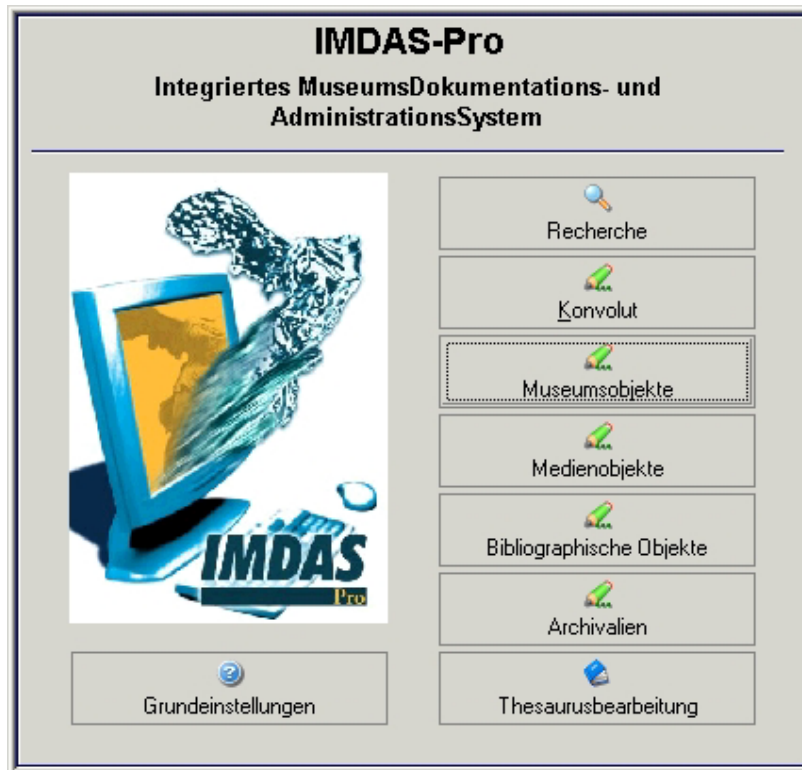 IMDAS-Pro
Integriertes MuseumsDokumentations- und
AdministrationsSystem
Recherche
Konvolut
Museumsobjekte
Medienobjekte
Bibliographische Objekte
Archivalien
Thesaurusbearbeitung
IMDAS
Pro
Grundeinstellungen